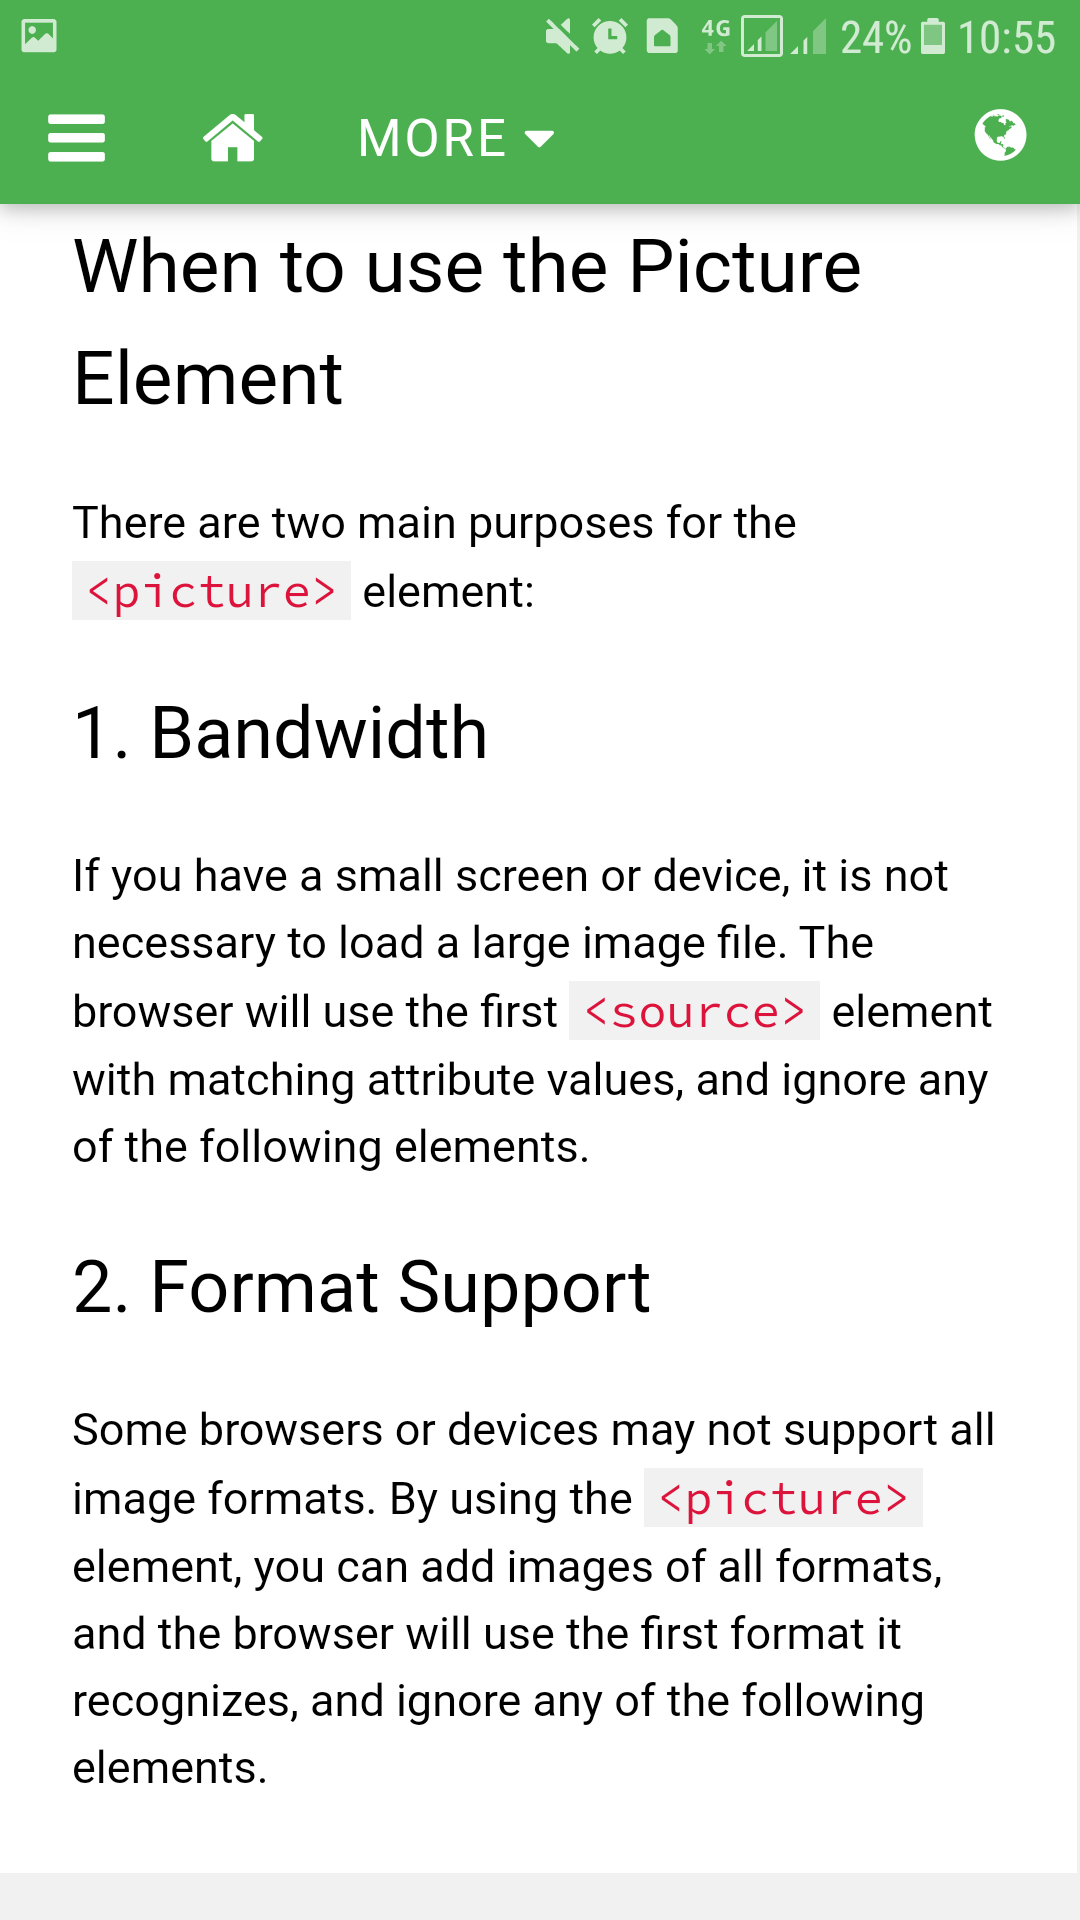 4G 24% 10:55
MORE
When to use the Picture
Element
There are two main purposes for the
<picture> element:
1. Bandwidth
If you have a small screen or device, it is not
necessary to load a large image file. The
browser will use the first <source> element
with matching attribute values, and ignore any
of the following elements.
2. Format Support
Some browsers or devices may not support all
image formats. By using the <picture>
element, you can add images of all formats,
and the browser will use the first format it
recognizes, and ignore any of the following
elements.